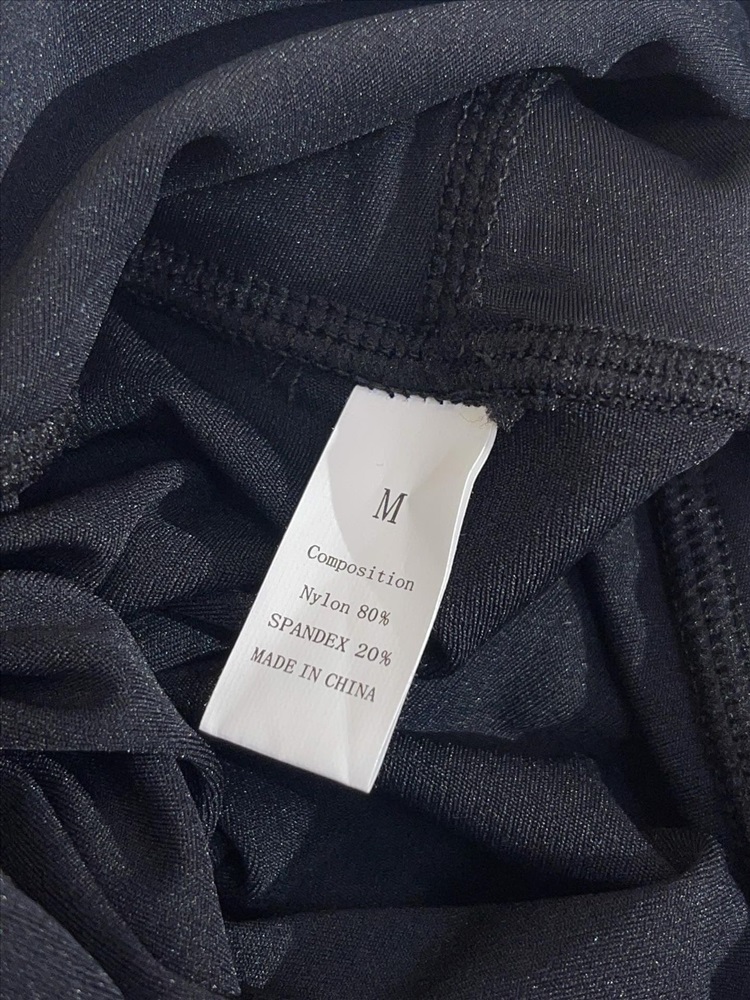 M
Composition
Nylon 80%
SPANDEX 20%
MADE IN CHINA